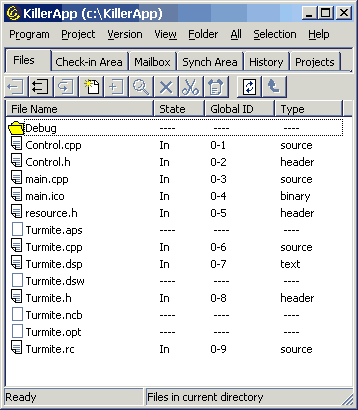 KillerApp (c:\KillerApp)
Program Project Version View Folder All Selection Help
Files Check-in Area Mailbox Synch Area History Projects
File Name State Global ID Type
Debug ---- ---- ----
Control.cpp In 0-1 source
Control.h In 0-2 header
main.cpp In 0-3 source
main.ico In 0-4 binary
resource.h In 0-5 header
Turmite.aps ---- ---- ----
Turmite.cpp In 0-6 source
Turmite.dsp In 0-7 text
Turmite.dsw ---- ---- ----
Turmite.h In 0-8 header
Turmite.ncb ---- ---- ----
Turmite.opt ---- ---- ----
Turmite.rc In 0-9 source
Ready Files in current directory